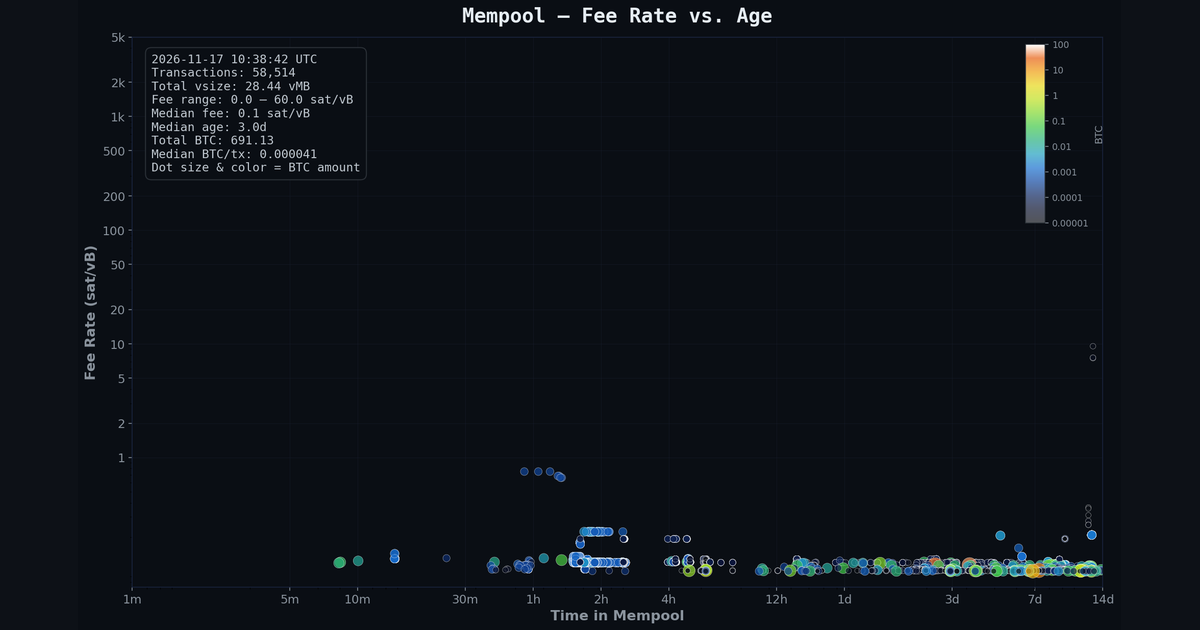 Mempool — Fee Rate vs. Age
5k
2k
1k
500
200
100
50
20
10
5
2
1
Fee Rate (sat/vB)
2026-11-17 10:38:42 UTC
Transactions: 58,514
Total vsize: 28.44 vMB
Fee range: 0.0 — 60.0 sat/vB
Median fee: 0.1 sat/vB
Median age: 3.0d
Total BTC: 691.13
Median BTC/tx: 0.000041
Dot size & color = BTC amount
100
10
1
0.1
0.01
0.001
0.0001
0.00001
BTC
1m 5m 10m 30m 1h 2h 4h 12h 1d 3d 7d 14d
Time in Mempool